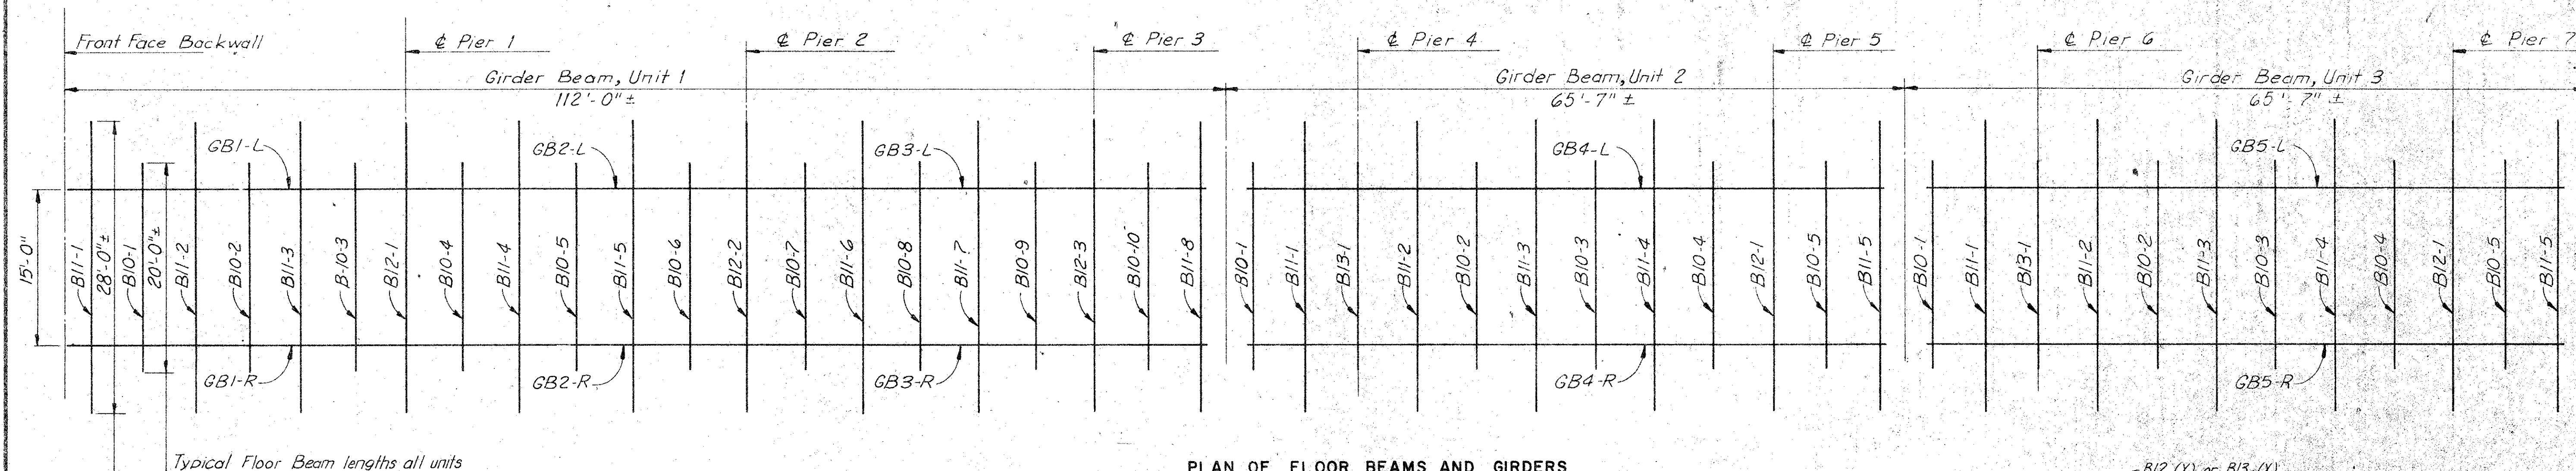 Front Face Backwall
℄ Pier 1
℄ Pier 2
℄ Pier 3
℄ Pier 4
℄ Pier 5
℄ Pier 6
℄ Pier 7
Girder Beam, Unit 1
112'-0" ±
Girder Beam, Unit 2
65'-7" ±
Girder Beam, Unit 3
65'-7" ±
GB1-L
GB2-L
GB3-L
GB4-L
GB5-L
15'-0"
B11-1
28'-0" ±
B10-1
20'-0" ±
B11-2
B10-2
B11-3
B-10-3
B12-1
B10-4
B11-4
B10-5
B11-5
B10-6
B12-2
B10-7
B11-6
B10-8
B11-7
B10-9
B12-3
B10-10
B11-8
B10-1
B11-1
B13-1
B11-2
B10-2
B11-3
B10-3
B11-4
B10-4
B12-1
B10-5
B11-5
B10-1
B11-1
B13-1
B11-2
B10-2
B11-3
B10-3
B11-4
B10-4
B12-1
B10-5
B11-5
GB1-R
GB2-R
GB3-R
GB4-R
GB5-R
Typical Floor Beam lengths all units
PLAN OF FLOOR BEAMS AND GIRDERS
B12-(X) or B13-(X)